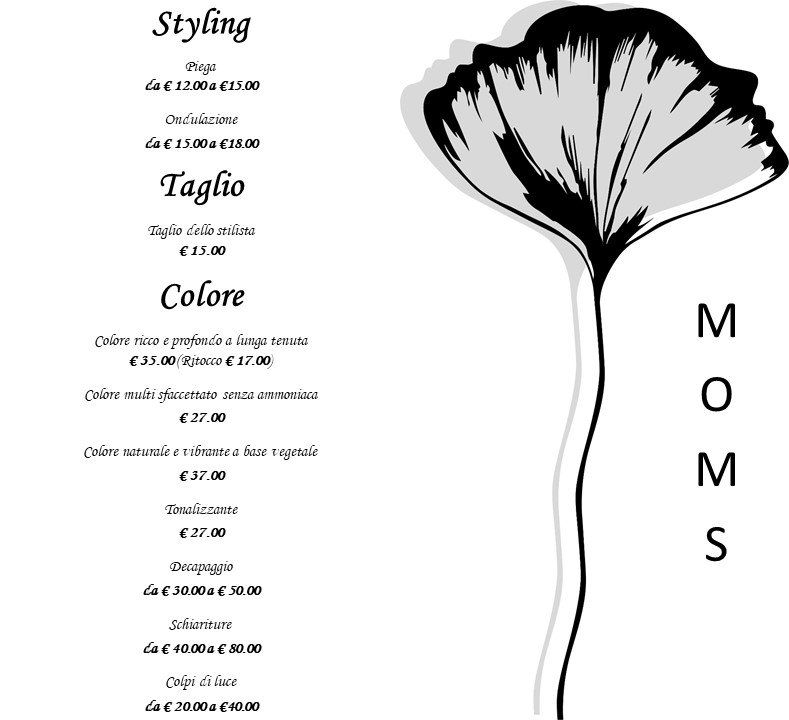 Styling
Piega
da € 12.00 a €15.00
Ondulazione
da € 15.00 a €18.00
Taglio
Taglio dello stilista
€ 15.00
Colore
Colore ricco e profondo a lunga tenuta
€ 35.00 (Ritocco € 17.00)
Colore multi sfaccettato senza ammoniaca
€ 27.00
Colore naturale e vibrante a base vegetale
€ 37.00
Tonalizzante
€ 27.00
Decapaggio
da € 30.00 a € 50.00
Schiariture
da € 40.00 a € 80.00
Colpi di luce
da € 20.00 a €40.00
M
O
M
S